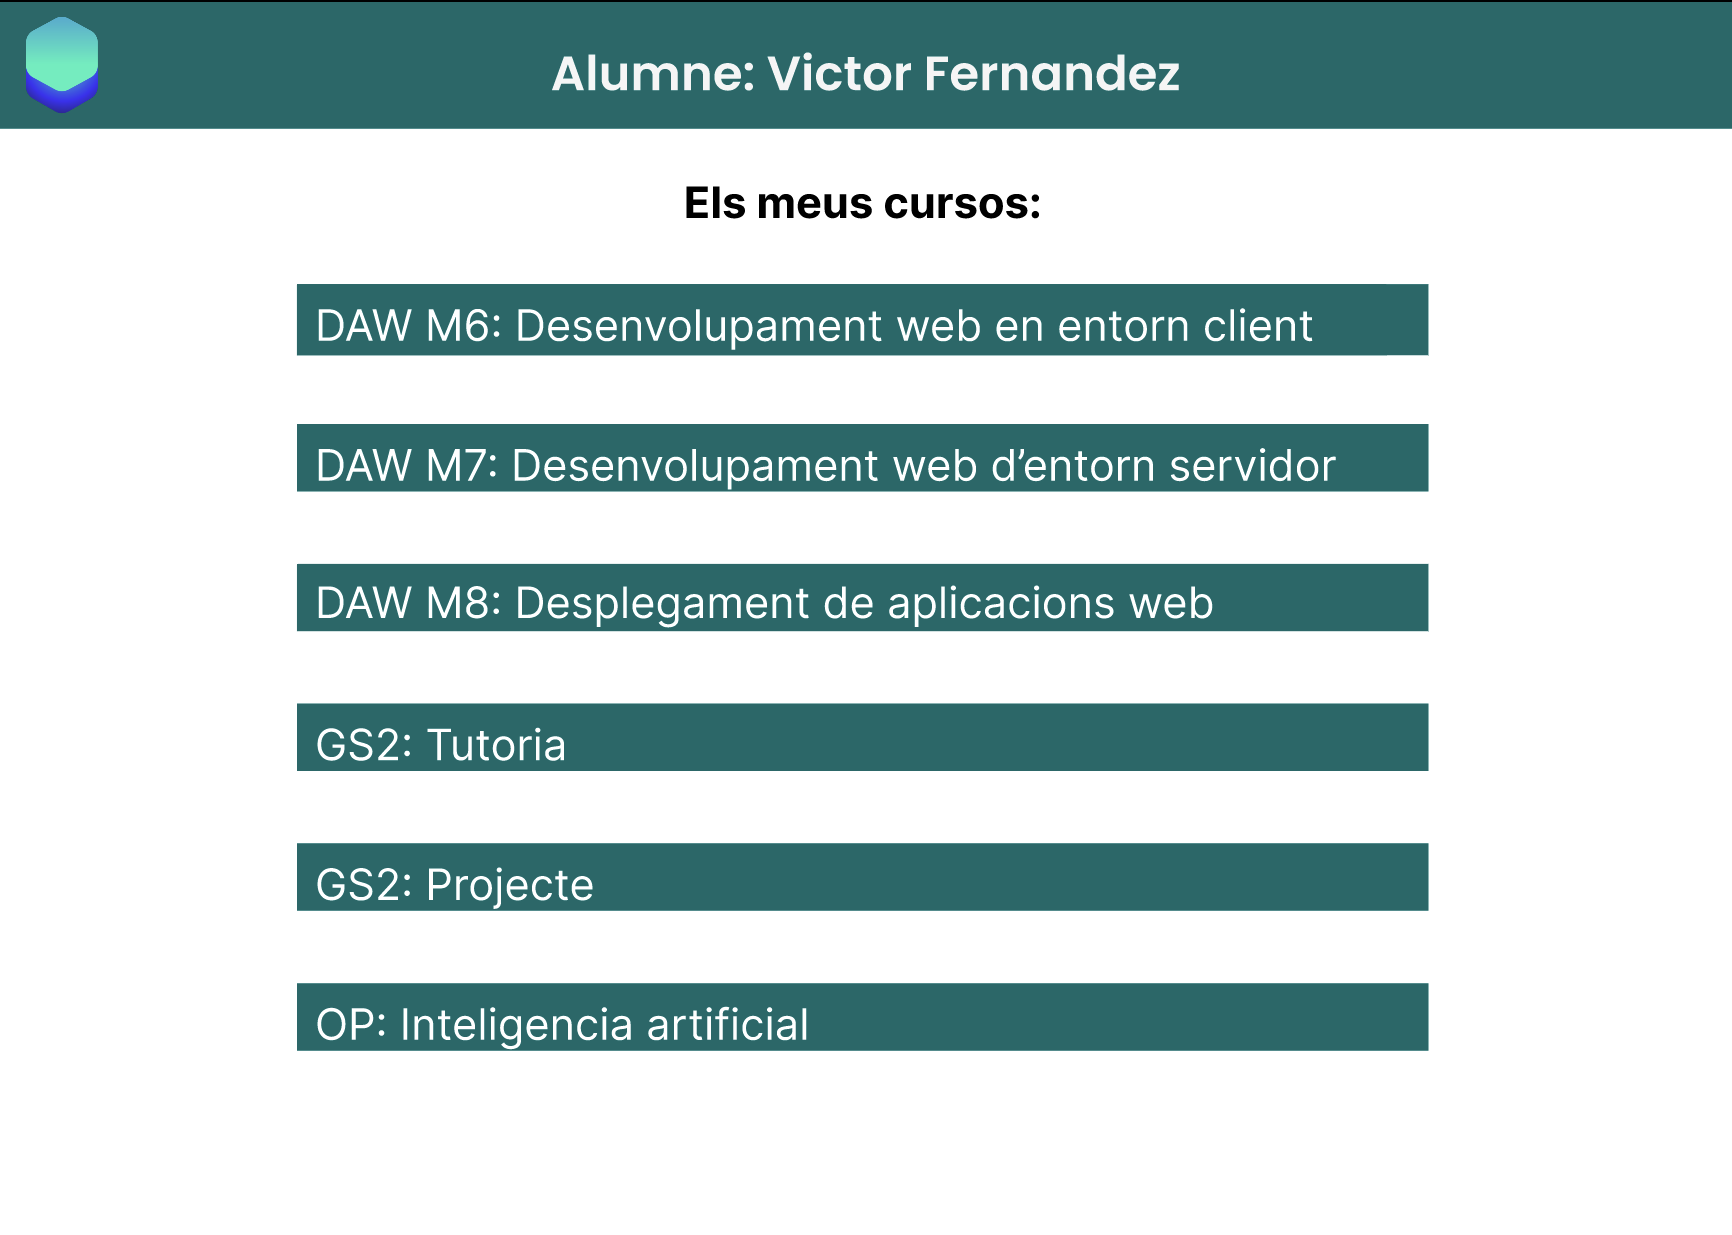 Alumne: Victor Fernandez
Els meus cursos:
DAW M6: Desenvolupament web en entorn client
DAW M7: Desenvolupament web d’entorn servidor
DAW M8: Desplegament de aplicacions web
GS2: Tutoria
GS2: Projecte
OP: Inteligencia artificial